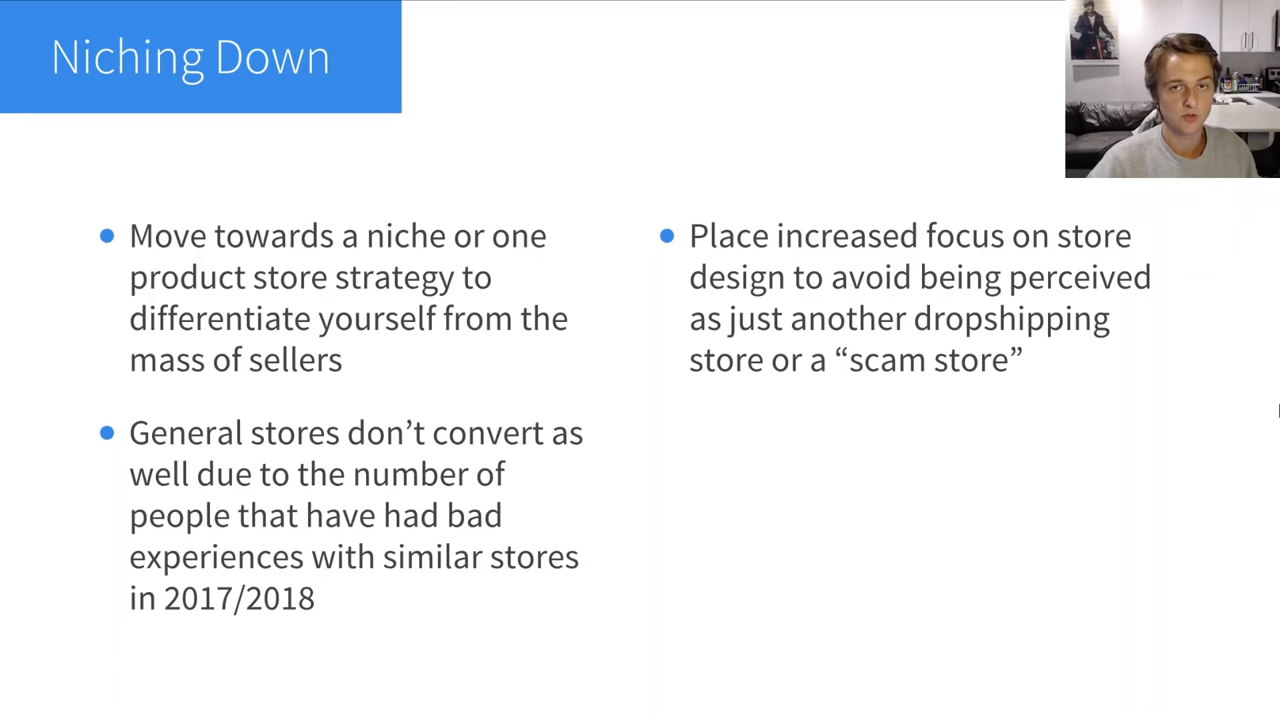 Niching Down
Move towards a niche or one
product store strategy to
differentiate yourself from the
mass of sellers
General stores don’t convert as
well due to the number of
people that have had bad
experiences with similar stores
in 2017/2018
Place increased focus on store
design to avoid being perceived
as just another dropshipping
store or a “scam store”